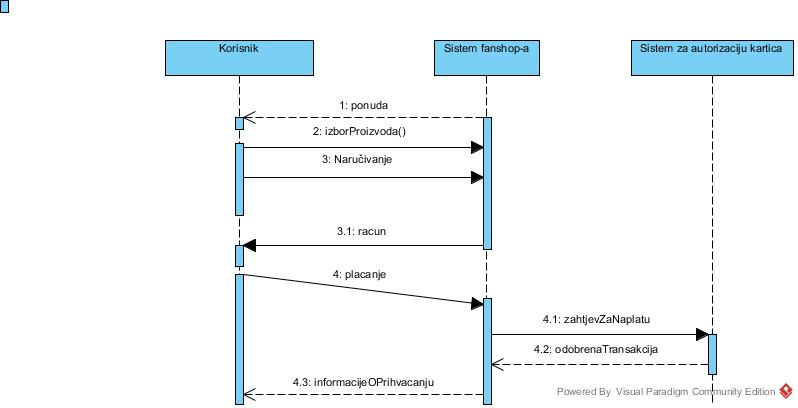 Korisnik
Sistem fanshop-a
Sistem za autorizaciju kartica
1: ponuda
2: izborProizvoda()
3: Naručivanje
3.1: racun
4: placanje
4.1: zahtjevZaNaplatu
4.2: odobrenaTransakcija
4.3: informacijeOPrihvacanju
Powered By Visual Paradigm Community Edition